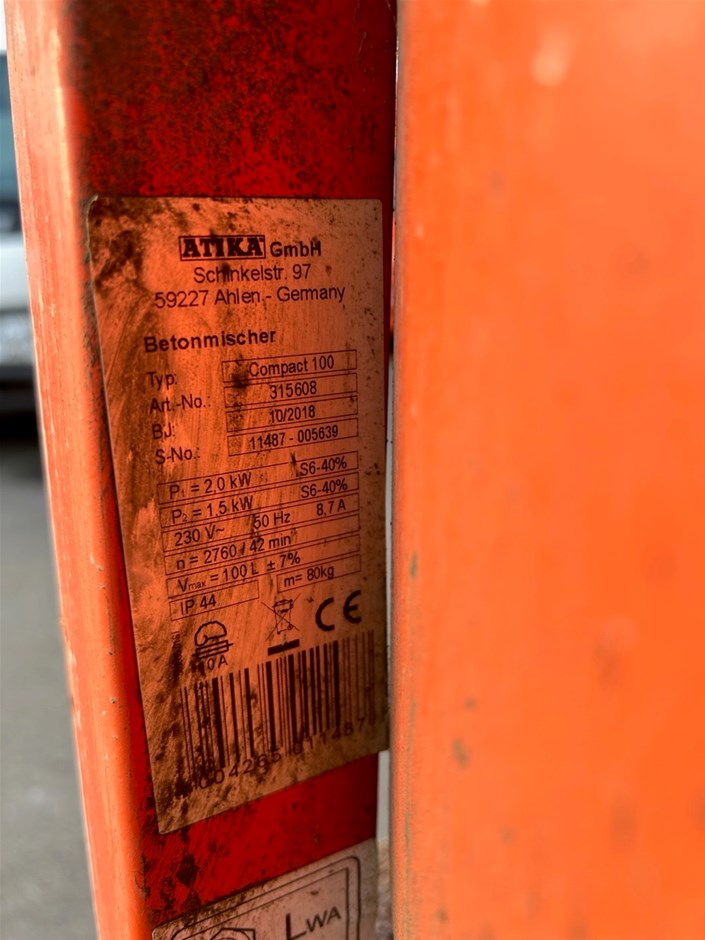 ATIKA GmbH
Schinkelstr. 97
59227 Ahlen - Germany
Betonmischer
Typ: Compact 100
Art.-No.: 315608
BJ: 10/2018
S-No.: 11487 - 005639
P₁ = 2,0 kW S6-40%
P₂ = 1,5 kW S6-40%
230 V~ 50 Hz 8,7 A
n = 2760 / 42 min
Vmax = 100 L ± 7%
IP 44 m= 80kg
CE
10 A
LWA